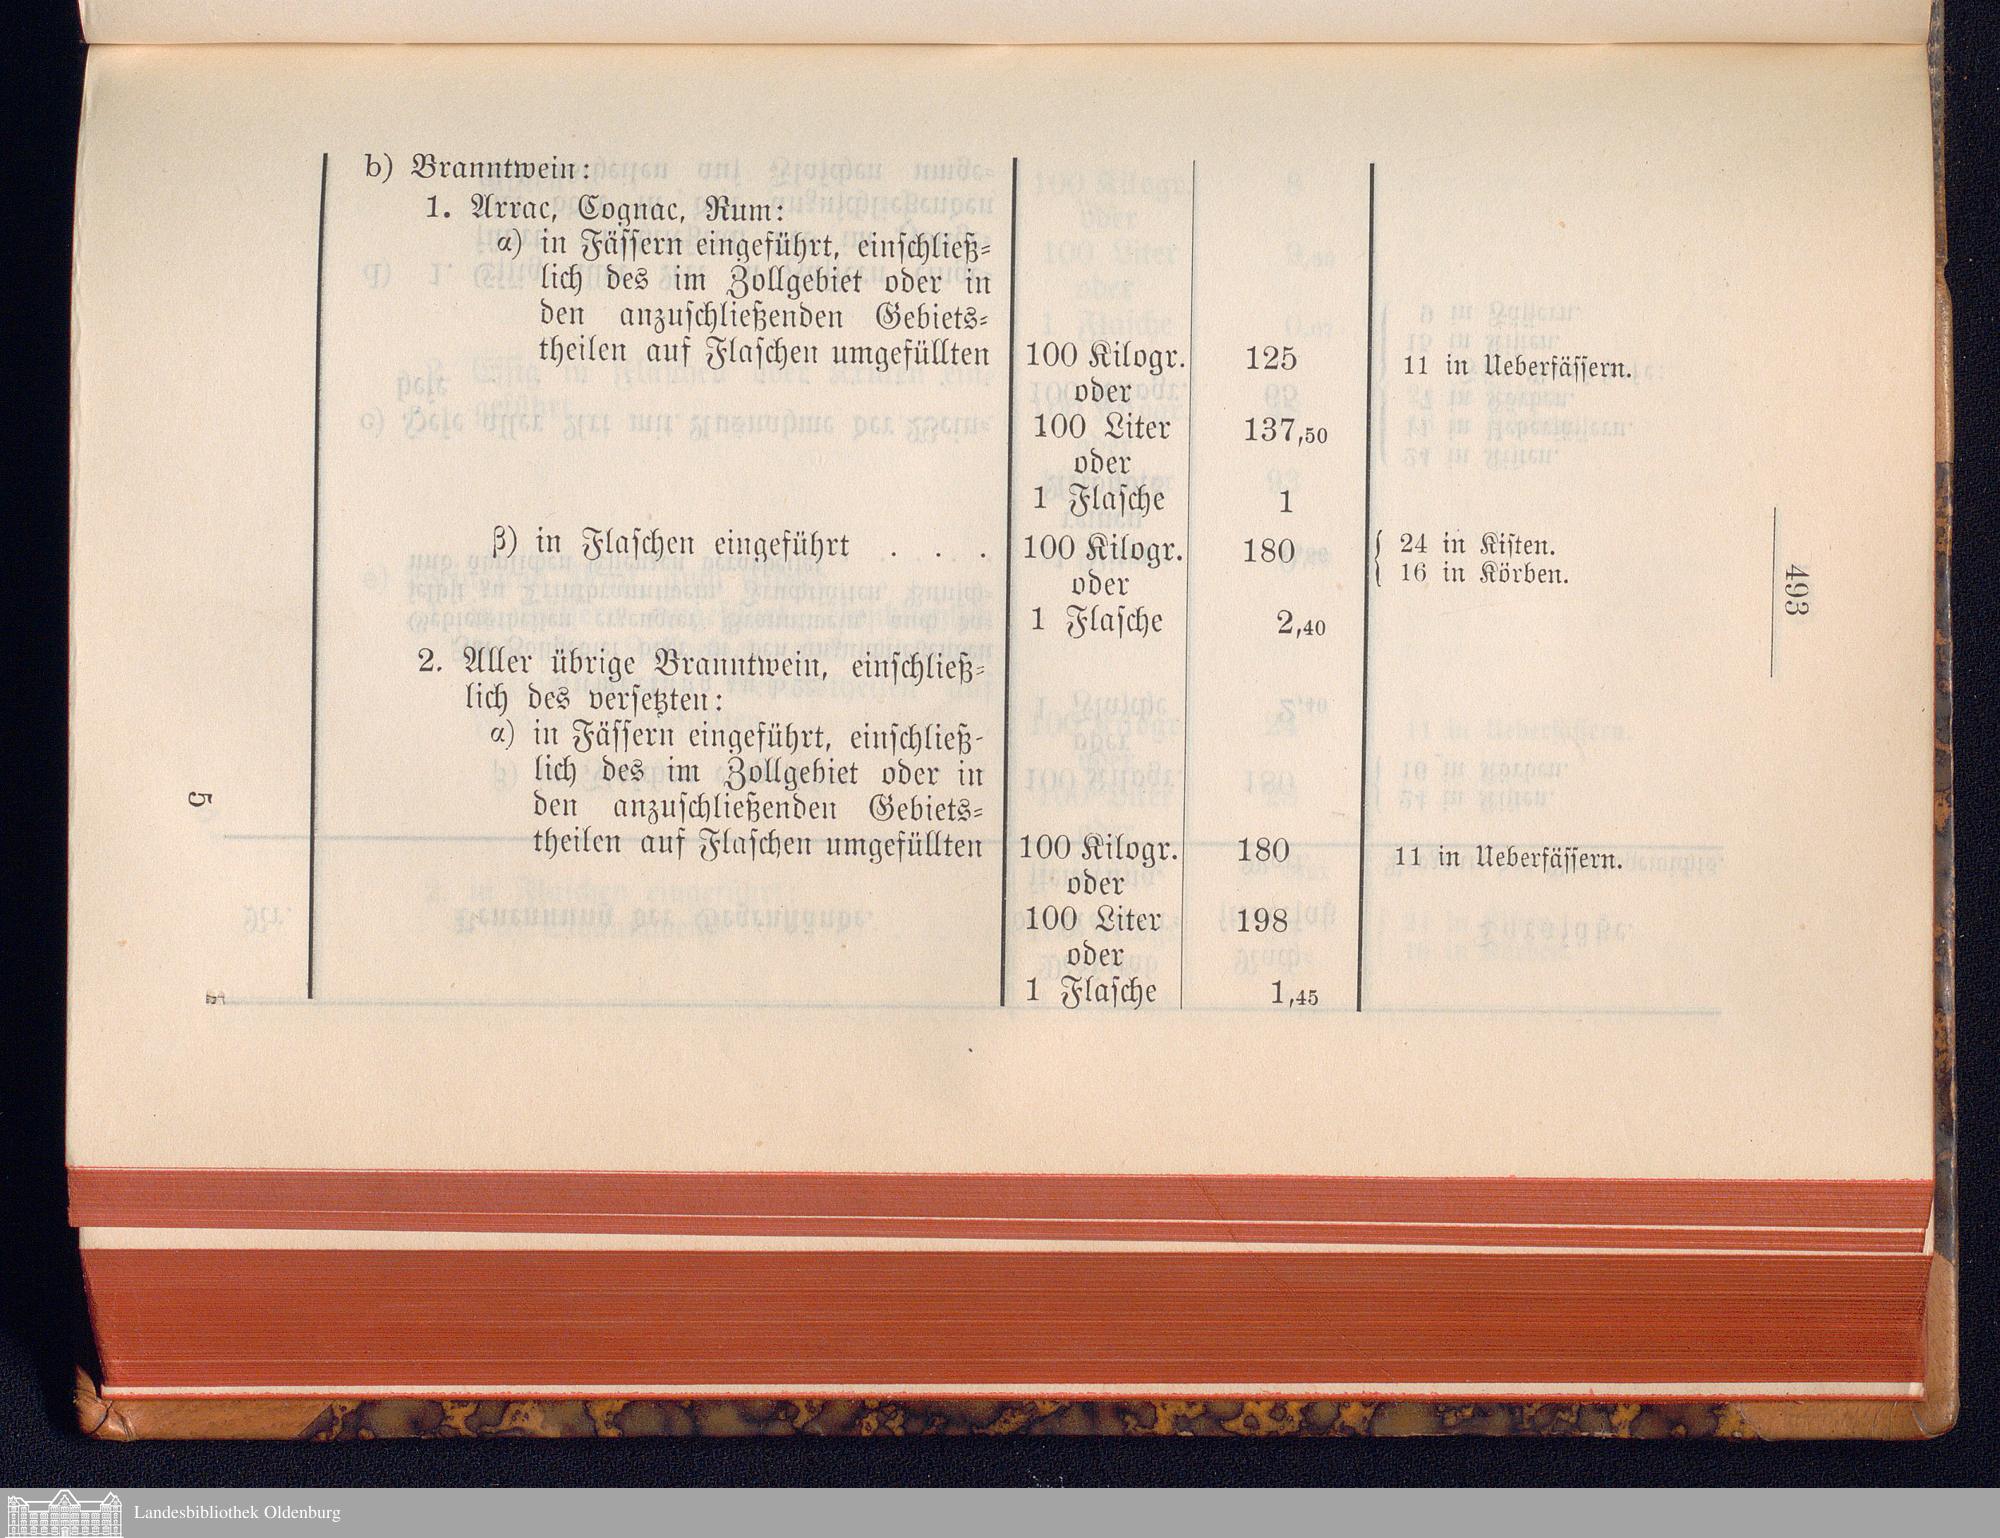 b) Branntwein:
1. Arrac, Cognac, Rum:
α) in Fässern eingeführt, einschließ-
lich des im Zollgebiet oder in
den anzuschließenden Gebiets-
theilen auf Flaschen umgefüllten 100 Kilogr. 125 11 in Ueberfässern.
oder
100 Liter 137,50
oder
1 Flasche 1
β) in Flaschen eingeführt . . . 100 Kilogr. 180 { 24 in Kisten.
16 in Körben.
oder
1 Flasche 2,40
2. Aller übrige Branntwein, einschließ-
lich des versetzten:
α) in Fässern eingeführt, einschließ-
lich des im Zollgebiet oder in
den anzuschließenden Gebiets-
theilen auf Flaschen umgefüllten 100 Kilogr. 180 11 in Ueberfässern.
oder
100 Liter 198
oder
1 Flasche 1,45
493
5
Landesbibliothek Oldenburg